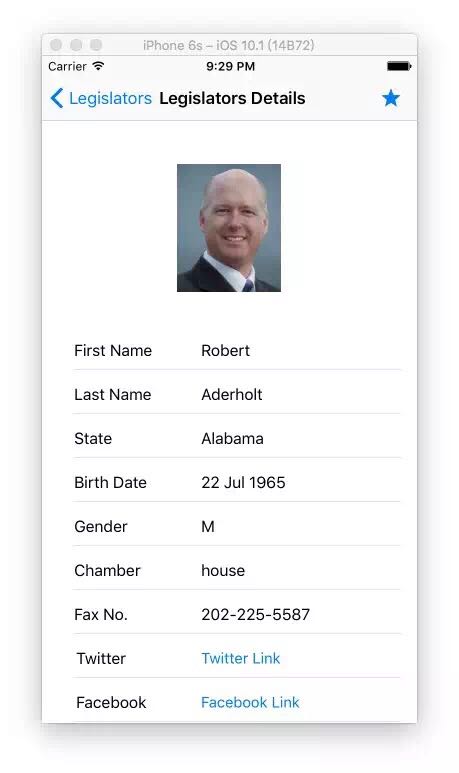 iPhone 6s – iOS 10.1 (14B72)
Carrier 9:29 PM
Legislators Legislators Details
First Name Robert
Last Name Aderholt
State Alabama
Birth Date 22 Jul 1965
Gender M
Chamber house
Fax No. 202-225-5587
Twitter Twitter Link
Facebook Facebook Link